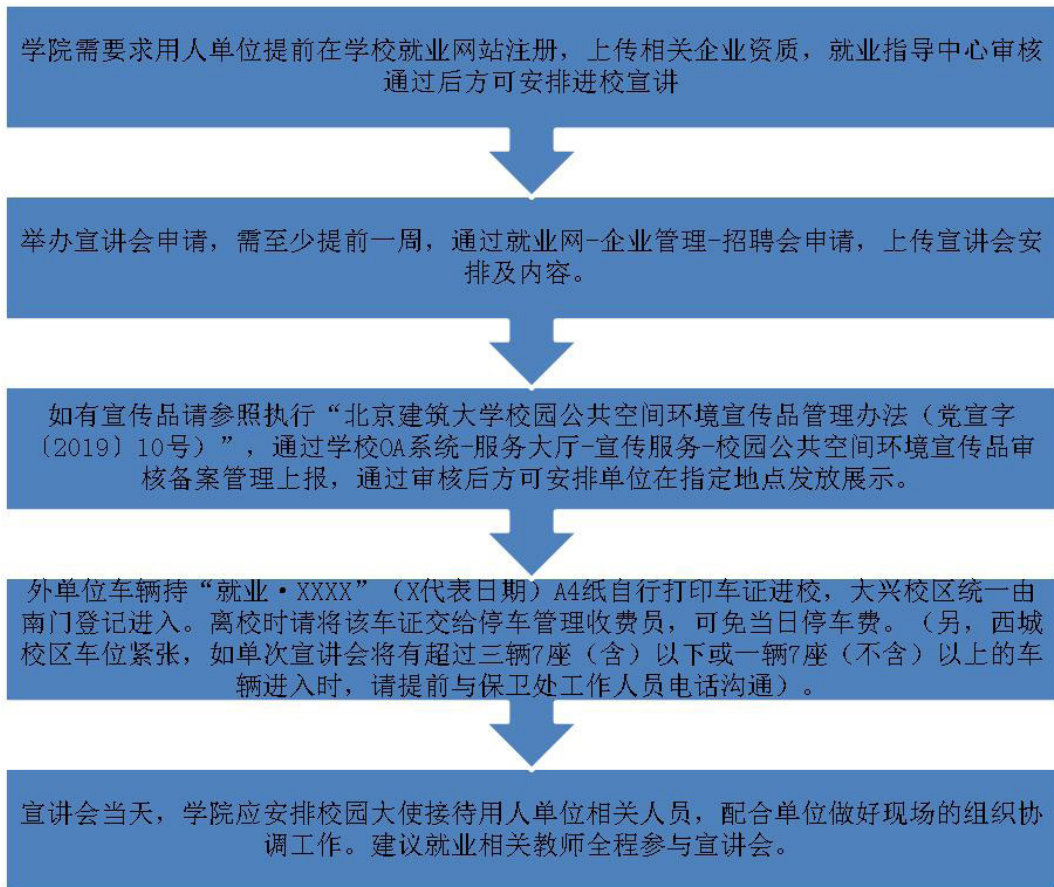 学院需要求用人单位提前在学校就业网站注册，上传相关企业资质，就业指导中心审核
通过后方可安排进校宣讲
举办宣讲会申请，需至少提前一周，通过就业网-企业管理-招聘会申请，上传宣讲会安
排及内容。
如有宣传品请参照执行“北京建筑大学校园公共空间环境宣传品管理办法（党宣字
〔2019〕10号）”，通过学校OA系统-服务大厅-宣传服务-校园公共空间环境宣传品审
核备案管理上报，通过审核后方可安排单位在指定地点发放展示。
外单位车辆持“就业·XXXX”（X代表日期）A4纸自行打印车证进校，大兴校区统一由
南门登记进入。离校时请将该车证交给停车管理收费员，可免当日停车费。（另，西城
校区车位紧张，如单次宣讲会将有超过三辆7座（含）以下或一辆7座（不含）以上的车
辆进入时，请提前与保卫处工作人员电话沟通）。
宣讲会当天，学院应安排校园大使接待用人单位相关人员，配合单位做好现场的组织协
调工作。建议就业相关教师全程参与宣讲会。